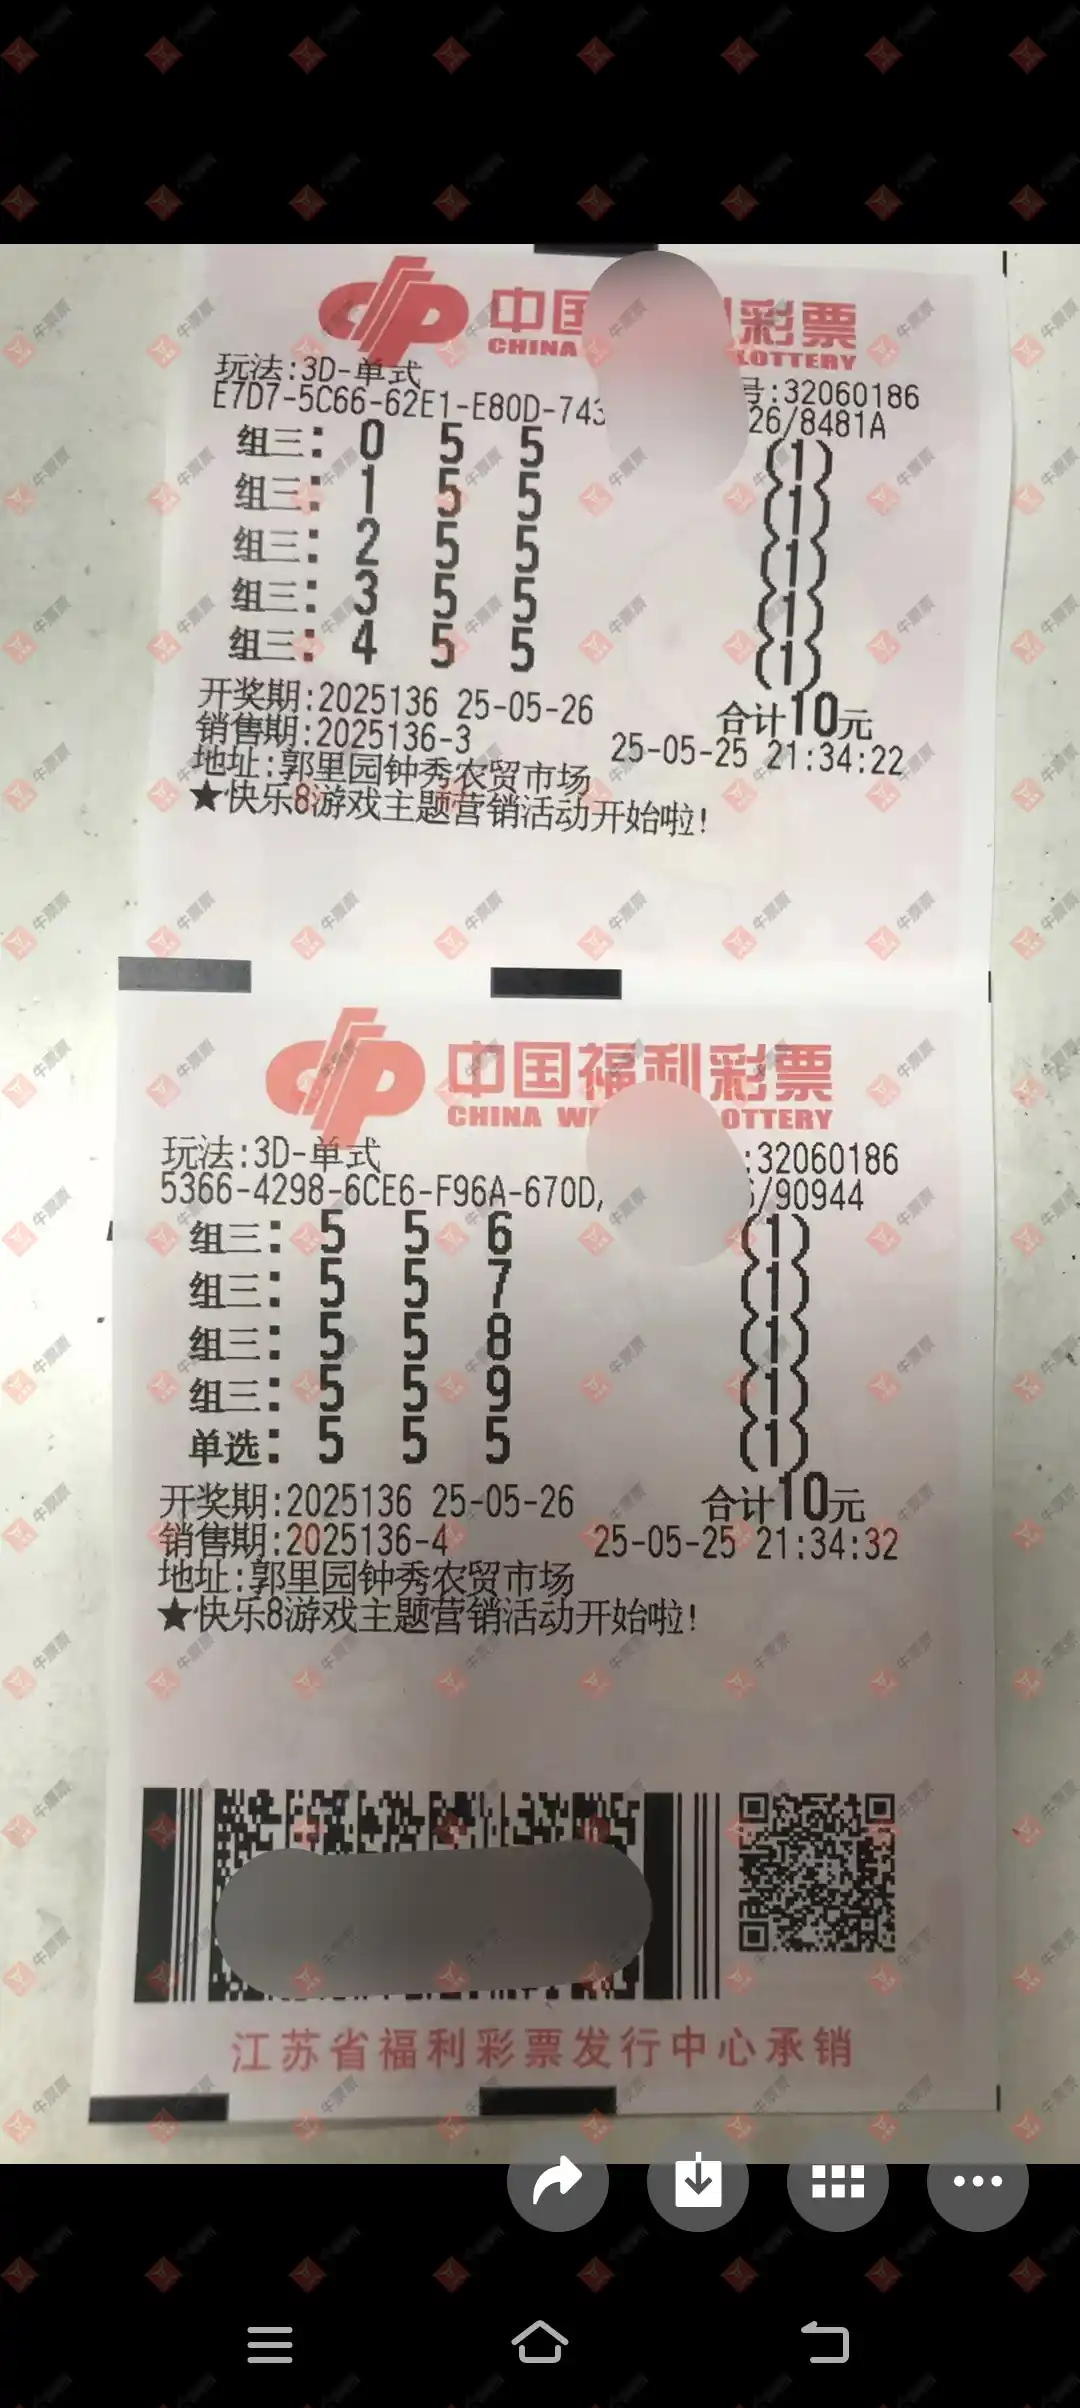 中国 彩票
CHINA LOTTERY
玩法:3D-单式 号:32060186
E7D7-5C66-62E1-E80D-743 26/8481A
组三: 0 5 5 (1)
组三: 1 5 5 (1)
组三: 2 5 5 (1)
组三: 3 5 5 (1)
组三: 4 5 5 (1)
开奖期:2025136 25-05-26 合计10元
销售期:2025136-3 25-05-25 21:34:22
地址:郭里园钟秀农贸市场
★快乐8游戏主题营销活动开始啦!
中国福利彩票
CHINA LOTTERY
玩法:3D-单式 :32060186
5366-4298-6CE6-F96A-670D, /90944
组三: 5 5 6 (1)
组三: 5 5 7 (1)
组三: 5 5 8 (1)
组三: 5 5 9 (1)
单选: 5 5 5 (1)
开奖期:2025136 25-05-26 合计10元
销售期:2025136-4 25-05-25 21:34:32
地址:郭里园钟秀农贸市场
★快乐8游戏主题营销活动开始啦!
江苏省福利彩票发行中心承销